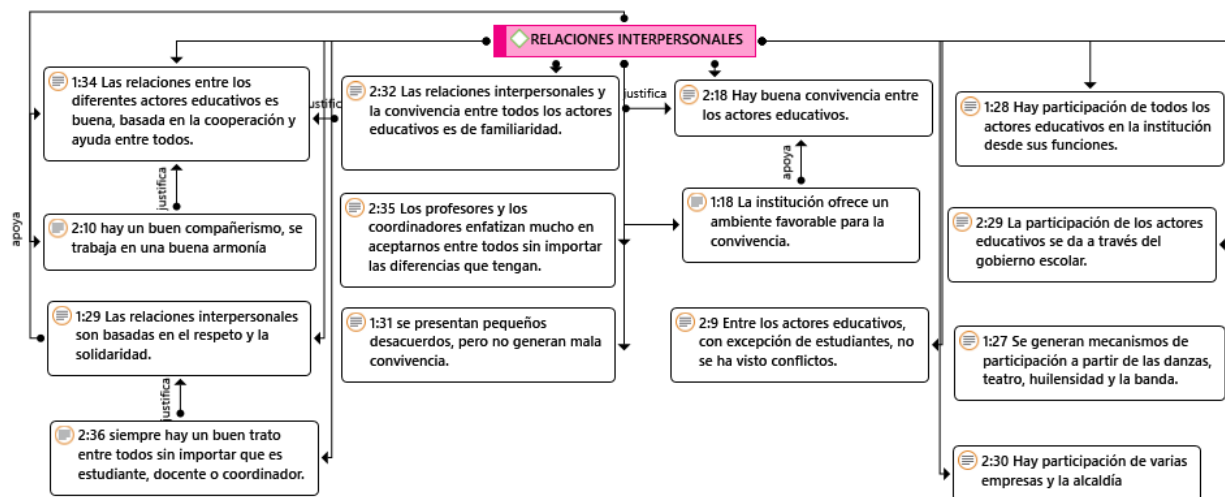 RELACIONES INTERPERSONALES
1:34 Las relaciones entre los
diferentes actores educativos es
buena, basada en la cooperación y
ayuda entre todos.
justifica
2:10 hay un buen compañerismo, se
trabaja en una buena armonía
apoya
1:29 Las relaciones interpersonales
son basadas en el respeto y la
solidaridad.
justifica
2:36 siempre hay un buen trato
entre todos sin importar que es
estudiante, docente o coordinador.
justifica
2:32 Las relaciones interpersonales y
la convivencia entre todos los actores
educativos es de familiaridad.
2:35 Los profesores y los
coordinadores enfatizan mucho en
aceptarnos entre todos sin importar
las diferencias que tengan.
1:31 se presentan pequeños
desacuerdos, pero no generan mala
convivencia.
justifica
2:18 Hay buena convivencia entre
los actores educativos.
apoya
1:18 La institución ofrece un
ambiente favorable para la
convivencia.
2:9 Entre los actores educativos,
con excepción de estudiantes, no
se ha visto conflictos.
1:28 Hay participación de todos los
actores educativos en la institución
desde sus funciones.
2:29 La participación de los actores
educativos se da a través del
gobierno escolar.
1:27 Se generan mecanismos de
participación a partir de las danzas,
teatro, huilensidad y la banda.
2:30 Hay participación de varias
empresas y la alcaldía